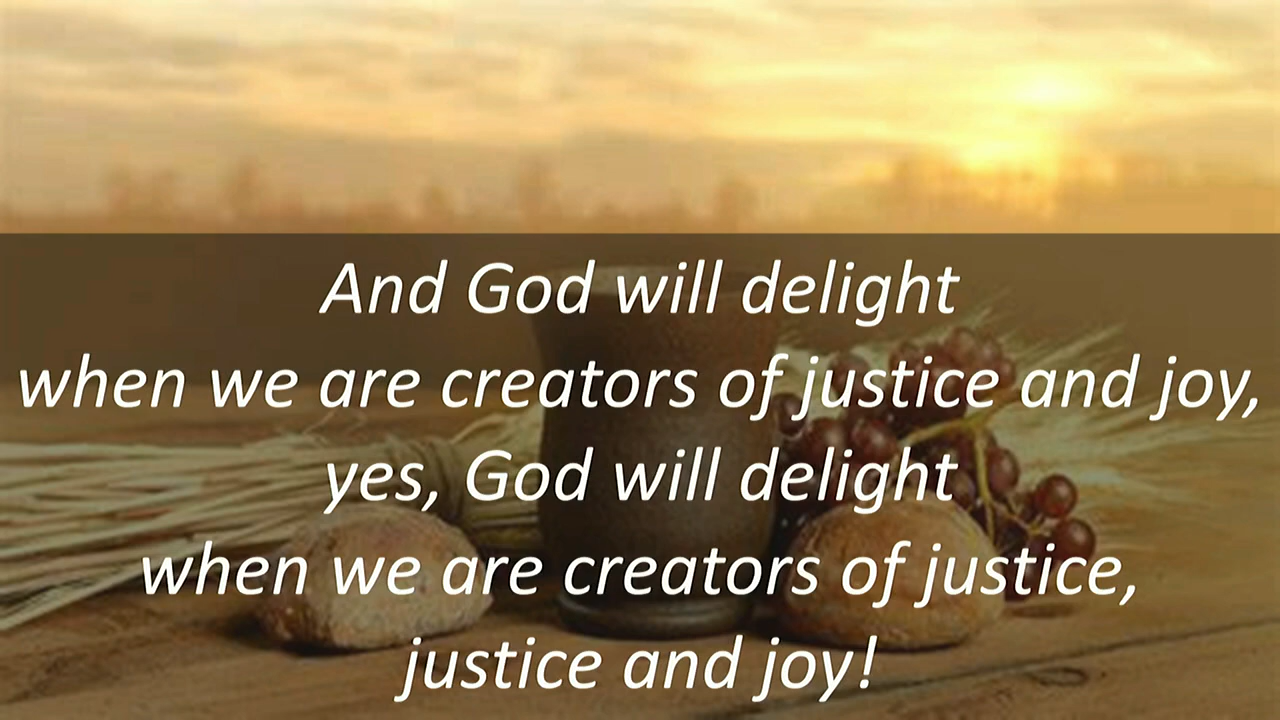 And God will delight
when we are creators of justice and joy,
yes, God will delight
when we are creators of justice,
justice and joy!